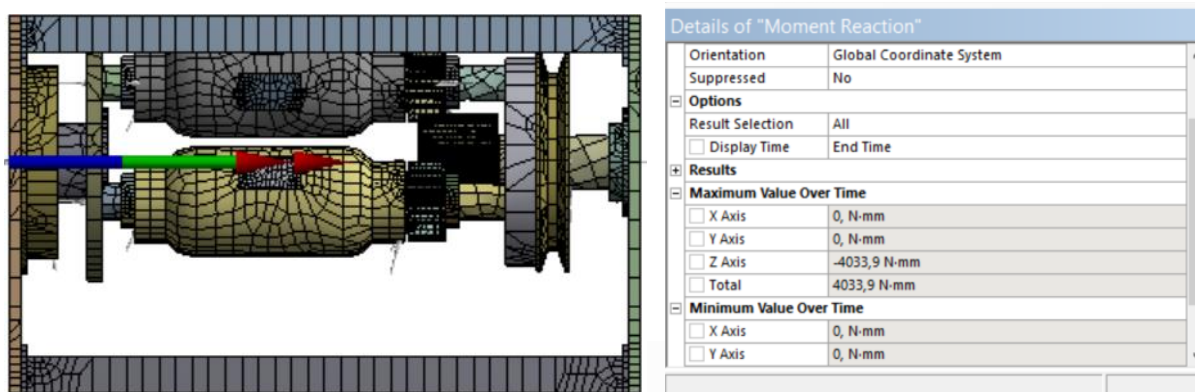 Details of "Moment Reaction"
Orientation Global Coordinate System
Suppressed No
Options
Result Selection All
Display Time End Time
Results
Maximum Value Over Time
X Axis 0, N·mm
Y Axis 0, N·mm
Z Axis -4033,9 N·mm
Total 4033,9 N·mm
Minimum Value Over Time
X Axis 0, N·mm
Y Axis 0, N·mm